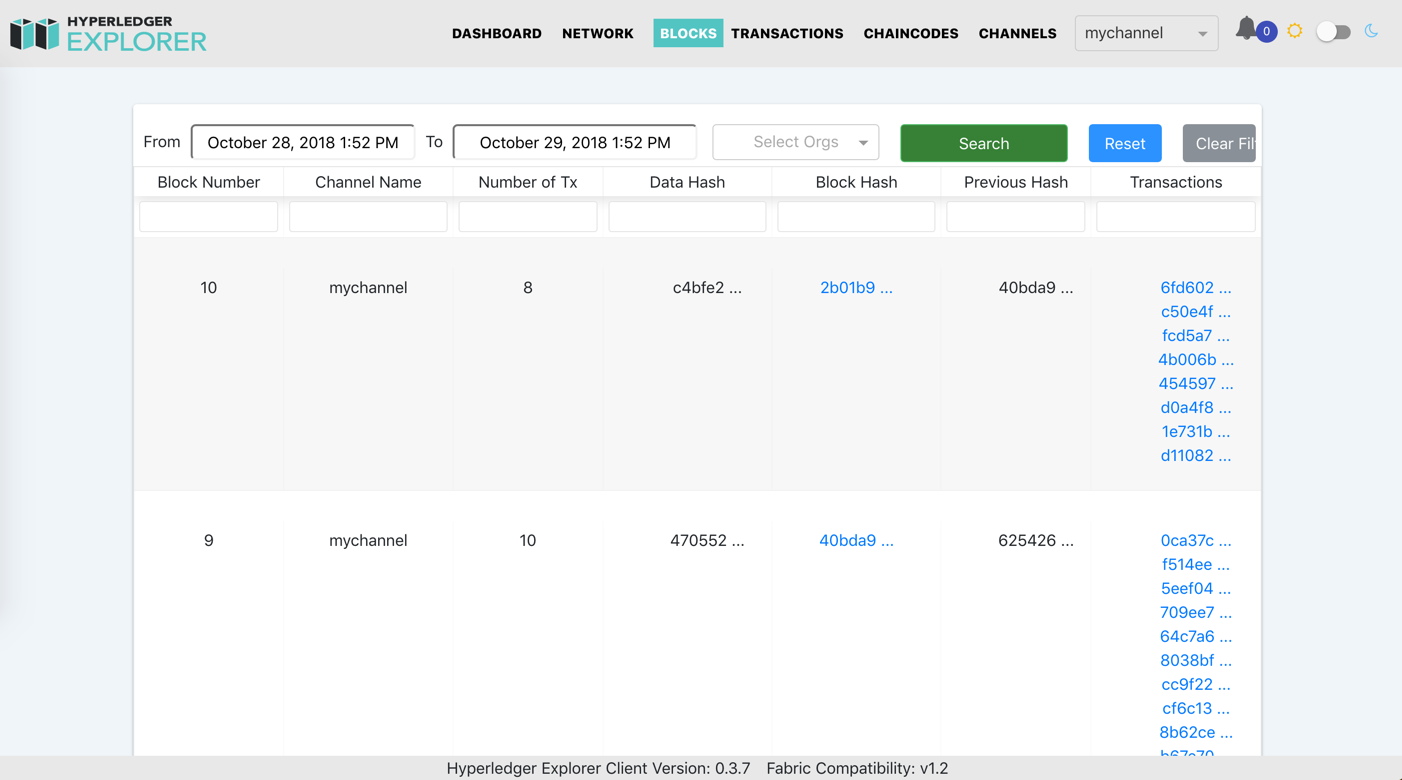 HYPERLEDGER
EXPLORER
DASHBOARD NETWORK BLOCKS TRANSACTIONS CHAINCODES CHANNELS mychannel 0
From October 28, 2018 1:52 PM To October 29, 2018 1:52 PM Select Orgs Search Reset Clear Fil
Block Number Channel Name Number of Tx Data Hash Block Hash Previous Hash Transactions
10 mychannel 8 c4bfe2 ... 2b01b9 ... 40bda9 ... 6fd602 ...
c50e4f ...
fcd5a7 ...
4b006b ...
454597 ...
d0a4f8 ...
1e731b ...
d11082 ...
9 mychannel 10 470552 ... 40bda9 ... 625426 ... 0ca37c ...
f514ee ...
5eef04 ...
709ee7 ...
64c7a6 ...
8038bf ...
cc9f22 ...
cf6c13 ...
8b62ce ...
Hyperledger Explorer Client Version: 0.3.7 Fabric Compatibility: v1.2